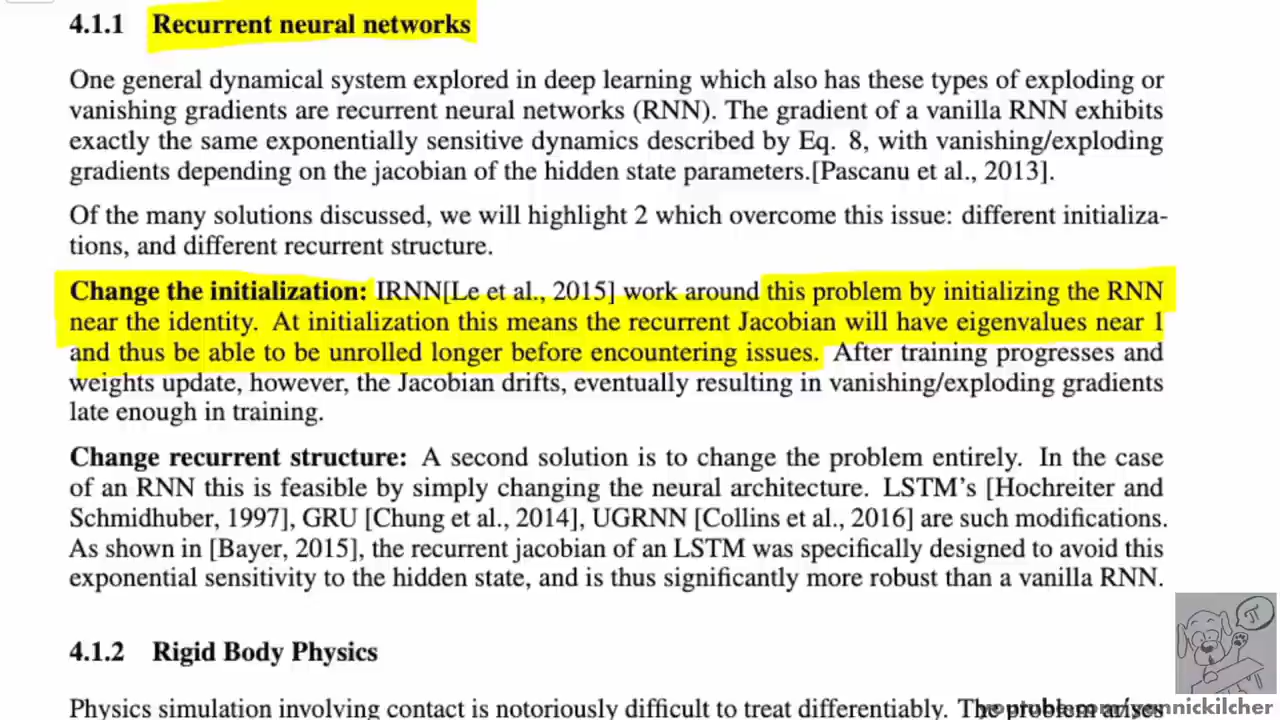 4.1.1 Recurrent neural networks
One general dynamical system explored in deep learning which also has these types of exploding or
vanishing gradients are recurrent neural networks (RNN). The gradient of a vanilla RNN exhibits
exactly the same exponentially sensitive dynamics described by Eq. 8, with vanishing/exploding
gradients depending on the jacobian of the hidden state parameters.[Pascanu et al., 2013].
Of the many solutions discussed, we will highlight 2 which overcome this issue: different initializa-
tions, and different recurrent structure.
Change the initialization: IRNN[Le et al., 2015] work around this problem by initializing the RNN
near the identity. At initialization this means the recurrent Jacobian will have eigenvalues near 1
and thus be able to be unrolled longer before encountering issues. After training progresses and
weights update, however, the Jacobian drifts, eventually resulting in vanishing/exploding gradients
late enough in training.
Change recurrent structure: A second solution is to change the problem entirely. In the case
of an RNN this is feasible by simply changing the neural architecture. LSTM's [Hochreiter and
Schmidhuber, 1997], GRU [Chung et al., 2014], UGRNN [Collins et al., 2016] are such modifications.
As shown in [Bayer, 2015], the recurrent jacobian of an LSTM was specifically designed to avoid this
exponential sensitivity to the hidden state, and is thus significantly more robust than a vanilla RNN.
π
4.1.2 Rigid Body Physics
Physics simulation involving contact is notoriously difficult to treat differentiably. The problem arises
youtube.com/yannickilcher